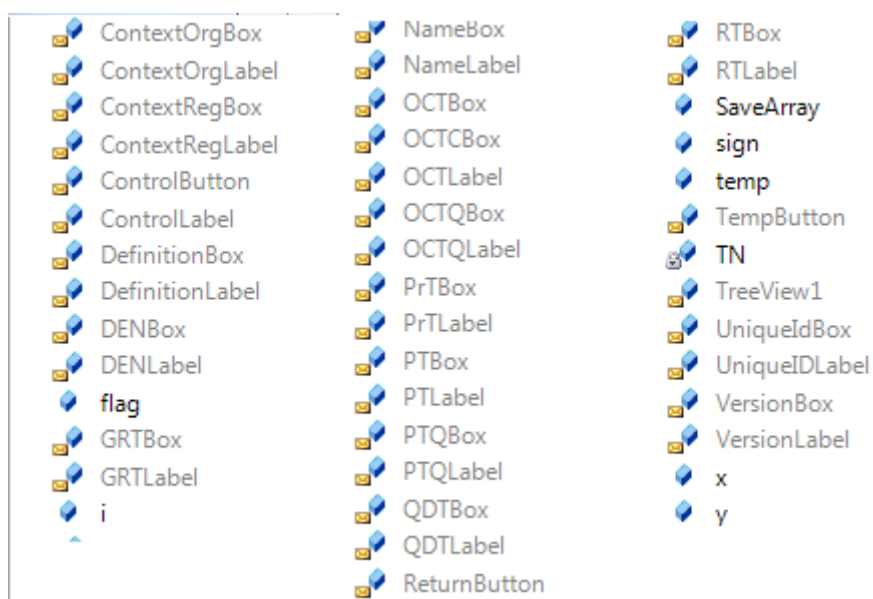 ContextOrgBox
ContextOrgLabel
ContextRegBox
ContextRegLabel
ControlButton
ControlLabel
DefinitionBox
DefinitionLabel
DENBox
DENLabel
flag
GRTBox
GRTLabel
i
NameBox
NameLabel
OCTBox
OCTCBox
OCTLabel
OCTQBox
OCTQLabel
PrTBox
PrTLabel
PTBox
PTLabel
PTQBox
PTQLabel
QDTBox
QDTLabel
ReturnButton
RTBox
RTLabel
SaveArray
sign
temp
TempButton
TN
TreeView1
UniqueIdBox
UniqueIDLabel
VersionBox
VersionLabel
x
y